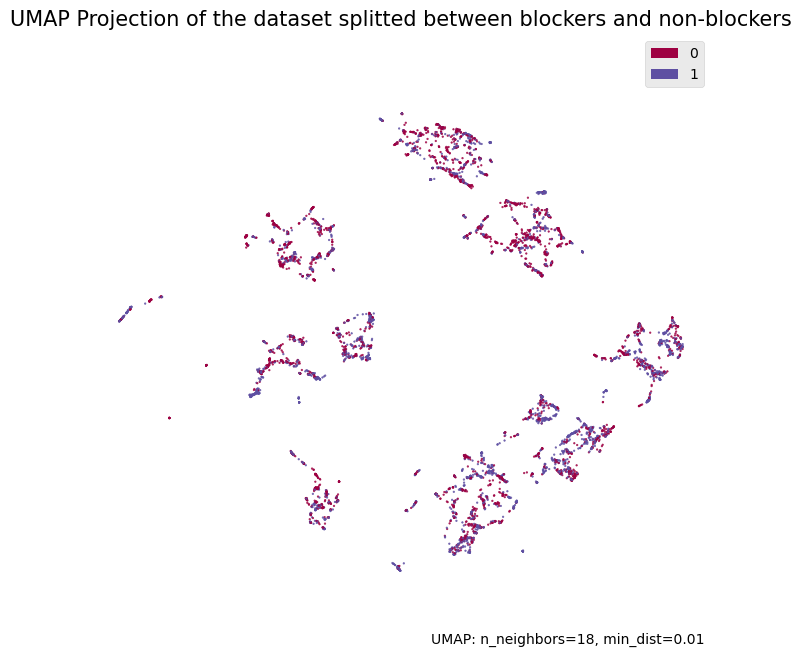 UMAP Projection of the dataset splitted between blockers and non-blockers
0
1
UMAP: n_neighbors=18, min_dist=0.01